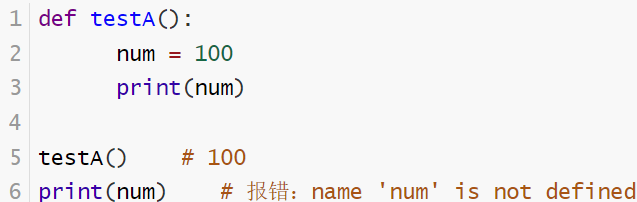 1 def testA():
2 num = 100
3 print(num)
4
5 testA() # 100
6 print(num) # 报错：name 'num' is not defined